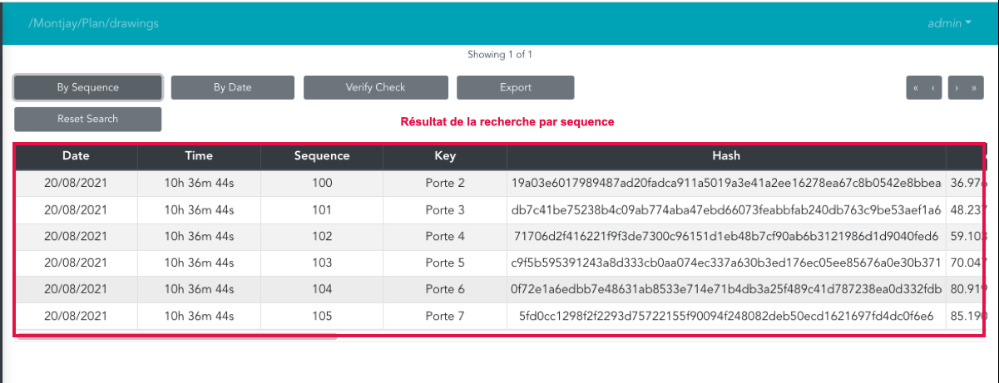 /Montjay/Plan/drawings admin
Showing 1 of 1
By Sequence By Date Verify Check Export « ‹ › »
Reset Search
Résultat de la recherche par sequence
Date Time Sequence Key Hash
20/08/2021 10h 36m 44s 100 Porte 2 19a03e6017989487ad20fadca911a5019a3e41a2ee16278ea67c8b0542e8bbea 36.976
20/08/2021 10h 36m 44s 101 Porte 3 db7c41be75238b4c09ab774aba47ebd66073feabbfab240db763c9be53aef1a6 48.237
20/08/2021 10h 36m 44s 102 Porte 4 71706d2f416221f9f3de7300c96151d1eb48b7cf90ab6b3121986d1d9040fed6 59.103
20/08/2021 10h 36m 44s 103 Porte 5 c9f5b595391243a8d333cb0aa074ec337a630b3ed176ec05ee85676a0e30b371 70.047
20/08/2021 10h 36m 44s 104 Porte 6 0f72e1a6edbb7e48631ab8533e714e71b4db3a25f489c41d787238ea0d332fdb 80.919
20/08/2021 10h 36m 44s 105 Porte 7 5fd0cc1298f2f2293d75722155f90094f248082deb50ecd1621697fd4dc0f6e6 85.190